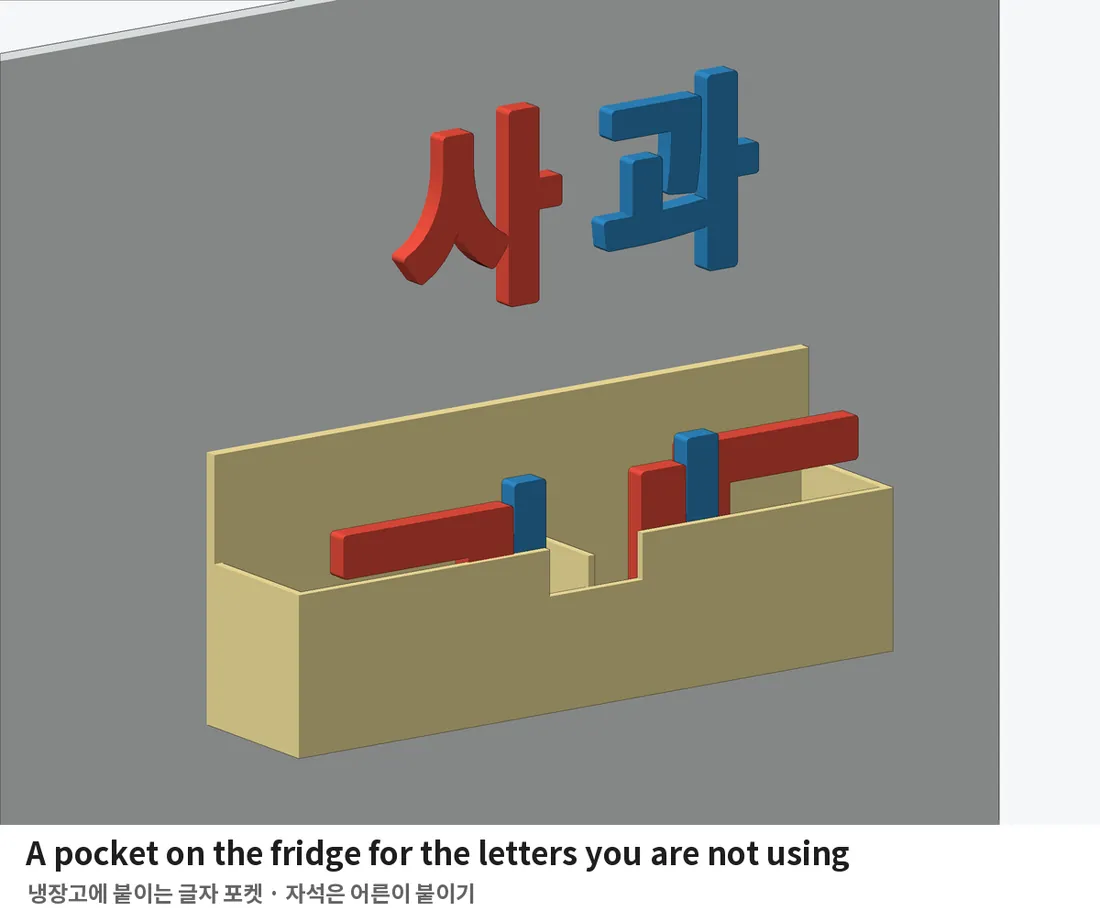 사과
A pocket on the fridge for the letters you are not using
냉장고에 붙이는 글자 포켓 · 자석은 어른이 붙이기